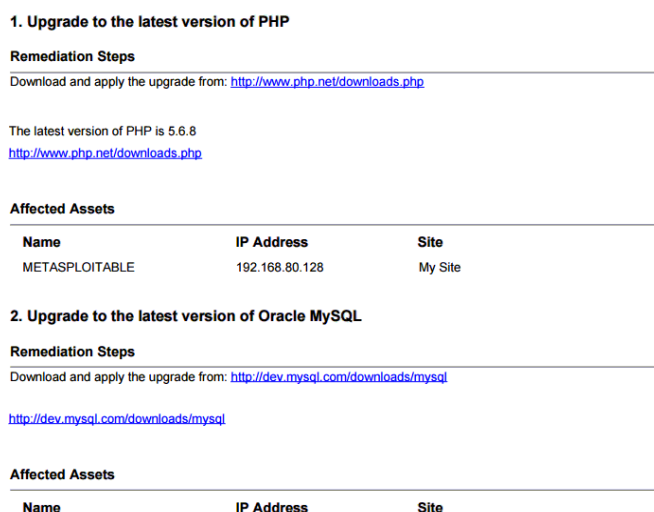 1. Upgrade to the latest version of PHP
Remediation Steps
Download and apply the upgrade from: http://www.php.net/downloads.php
The latest version of PHP is 5.6.8
http://www.php.net/downloads.php
Affected Assets
Name IP Address Site
METASPLOITABLE 192.168.80.128 My Site
2. Upgrade to the latest version of Oracle MySQL
Remediation Steps
Download and apply the upgrade from: http://dev.mysql.com/downloads/mysql
http://dev.mysql.com/downloads/mysql
Affected Assets
Name IP Address Site